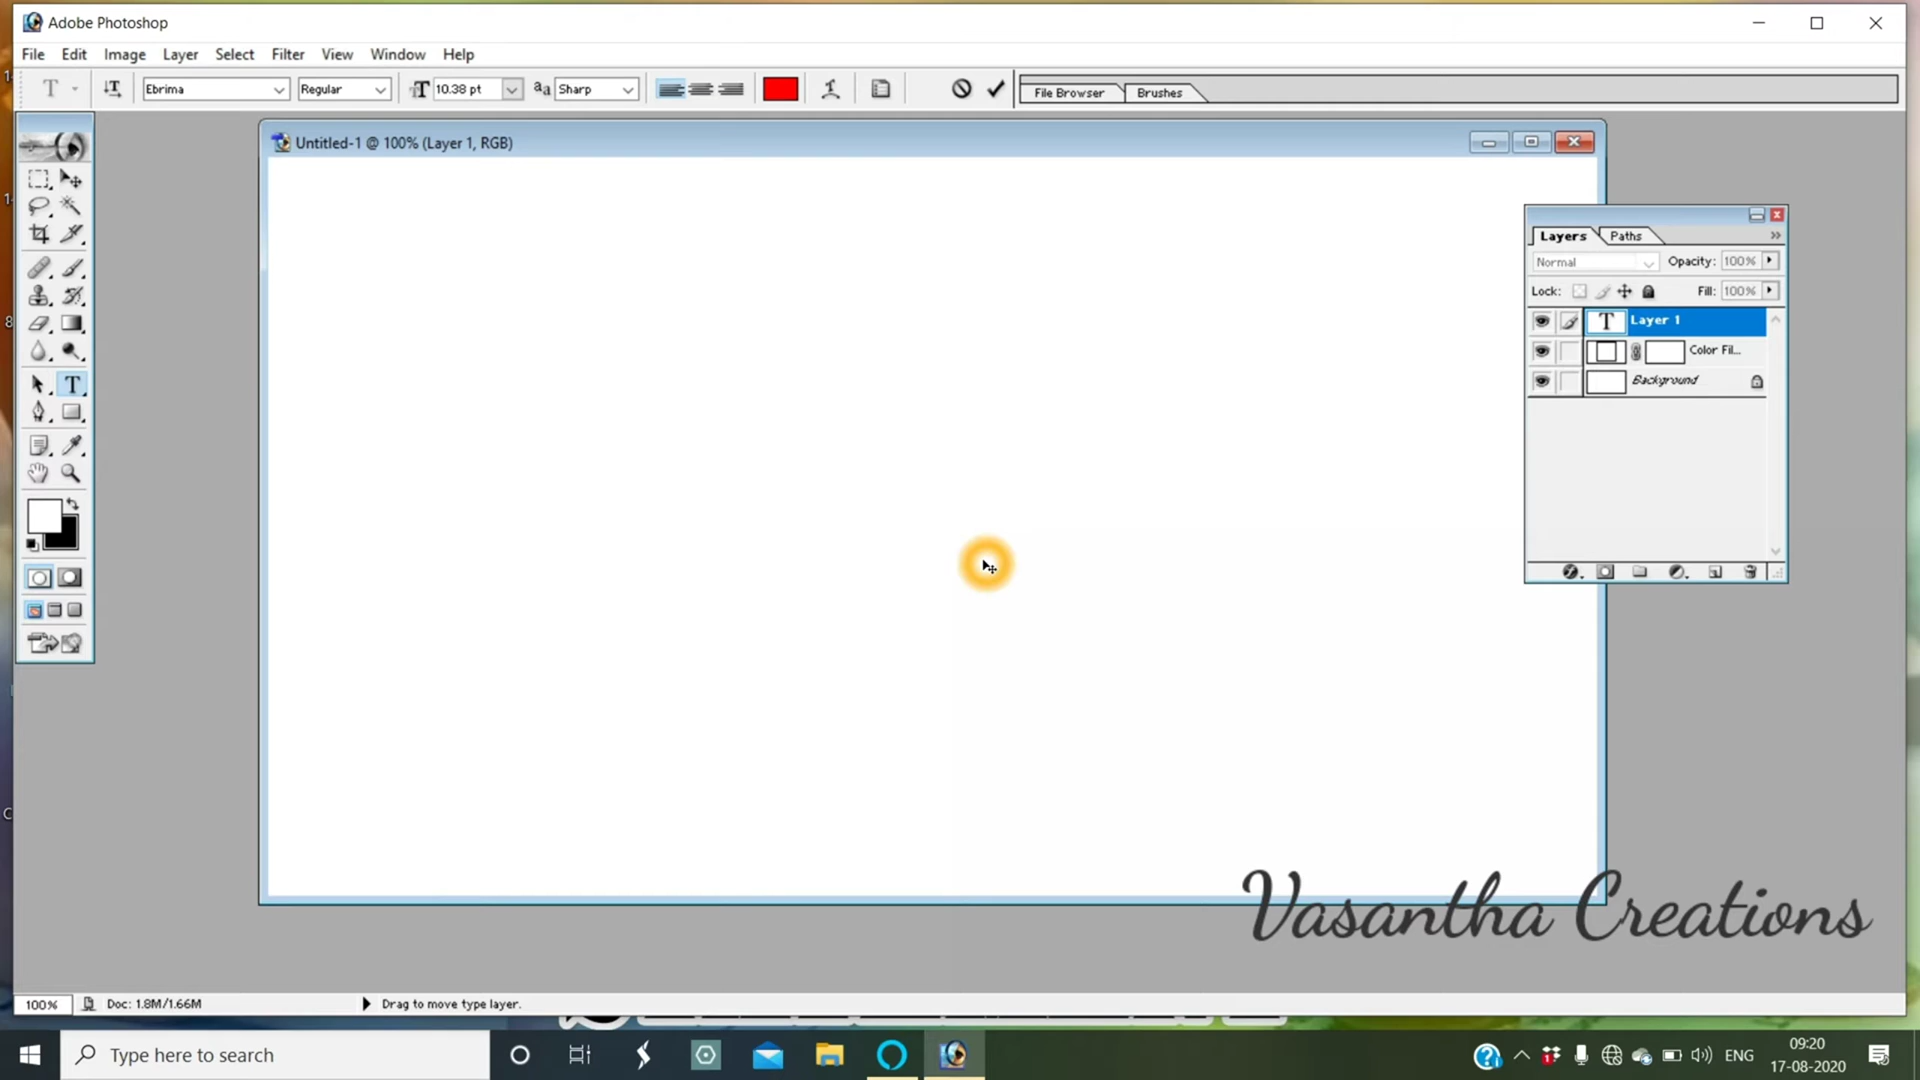 Adobe Photoshop
File Edit Image Layer Select Filter View Window Help
Ebrima Regular 10.38 pt Sharp File Browser Brushes
Untitled-1 @ 100% (Layer 1, RGB)
Layers Paths
Normal Opacity: 100%
Lock: Fill: 100%
Layer 1
Color Fil...
Background
Vasantha Creations
100% Doc: 1.8M/1.66M Drag to move type layer.
Type here to search
ENG
09:20
17-08-2020